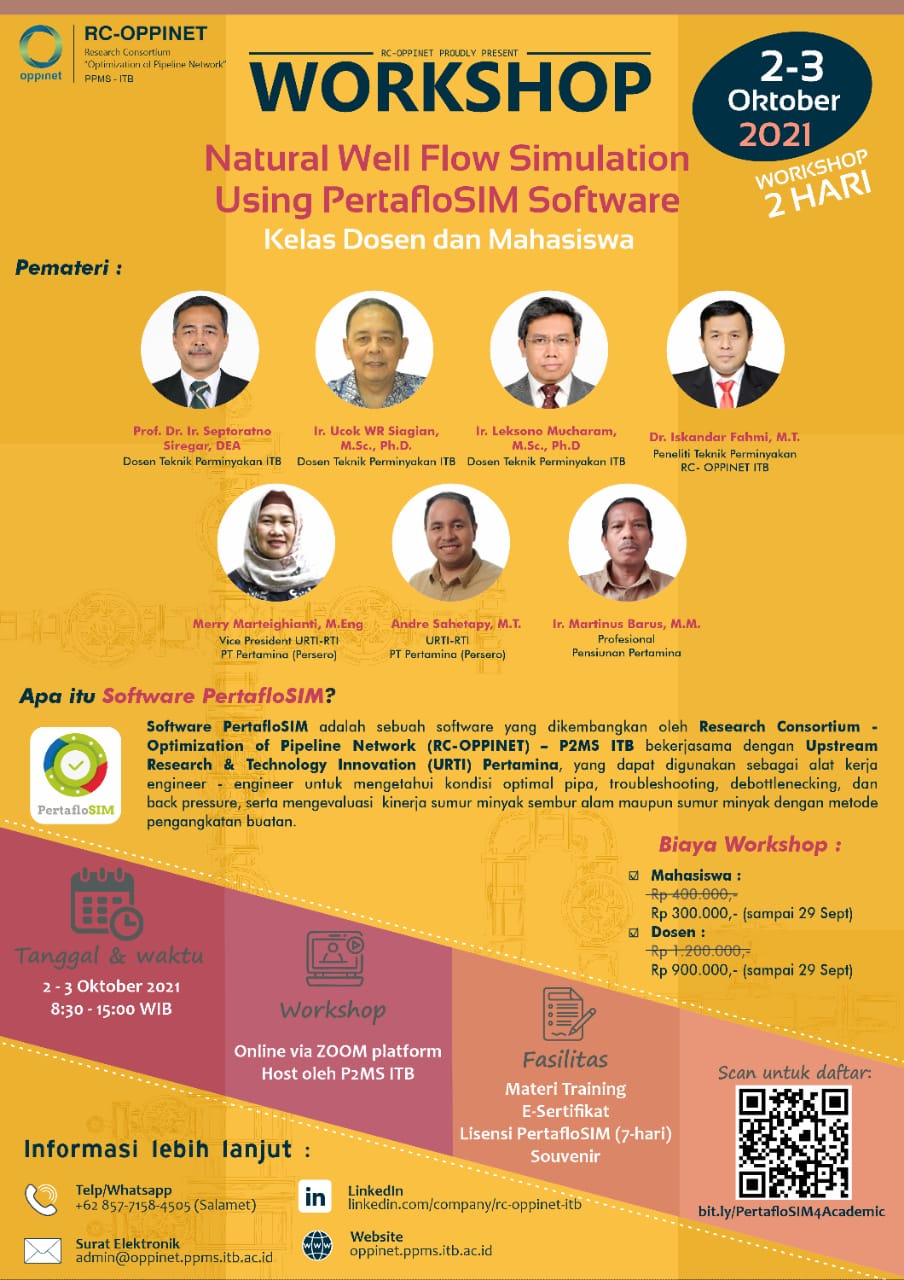 oppinet
RC-OPPINET
Research Consortium
"Optimization of Pipeline Network"
PPMS - ITB
RC-OPPINET PROUDLY PRESENT
WORKSHOP
2-3
Oktober
2021
WORKSHOP
2 HARI
Natural Well Flow Simulation
Using PertafloSIM Software
Kelas Dosen dan Mahasiswa
Pemateri :
Prof. Dr. Ir. Septoratno
Siregar, DEA
Dosen Teknik Perminyakan ITB
Ir. Ucok WR Siagian,
M.Sc., Ph.D.
Dosen Teknik Perminyakan ITB
Ir. Leksono Mucharam,
M.Sc., Ph.D
Dosen Teknik Perminyakan ITB
Dr. Iskandar Fahmi, M.T.
Peneliti Teknik Perminyakan
RC- OPPINET ITB
Merry Marteighianti, M.Eng
Vice President URTI-RTI
PT Pertamina (Persero)
Andre Sahetapy, M.T.
URTI-RTI
PT Pertamina (Persero)
Ir. Martinus Barus, M.M.
Profesional
Pensiunan Pertamina
Apa itu Software PertafloSIM?
PertafloSIM
Software PertafloSIM adalah sebuah software yang dikembangkan oleh Research Consortium -
Optimization of Pipeline Network (RC-OPPINET) – P2MS ITB bekerjasama dengan Upstream
Research & Technology Innovation (URTI) Pertamina, yang dapat digunakan sebagai alat kerja
engineer - engineer untuk mengetahui kondisi optimal pipa, troubleshooting, debottlenecking, dan
back pressure, serta mengevaluasi kinerja sumur minyak sembur alam maupun sumur minyak dengan metode
pengangkatan buatan.
Biaya Workshop :
Mahasiswa :
Rp 400.000,-
Rp 300.000,- (sampai 29 Sept)
Dosen :
Rp 1.200.000,-
Rp 900.000,- (sampai 29 Sept)
Tanggal & waktu
2 - 3 Oktober 2021
8:30 - 15:00 WIB
Workshop
Online via ZOOM platform
Host oleh P2MS ITB
Fasilitas
Materi Training
E-Sertifikat
Lisensi PertafloSIM (7-hari)
Souvenir
Scan untuk daftar:
bit.ly/PertafloSIM4Academic
Informasi lebih lanjut :
Telp/Whatsapp
+62 857-7158-4505 (Salamet)
Surat Elektronik
admin@oppinet.ppms.itb.ac.id
in
LinkedIn
linkedin.com/company/rc-oppinet-itb
WWW
Website
oppinet.ppms.itb.ac.id